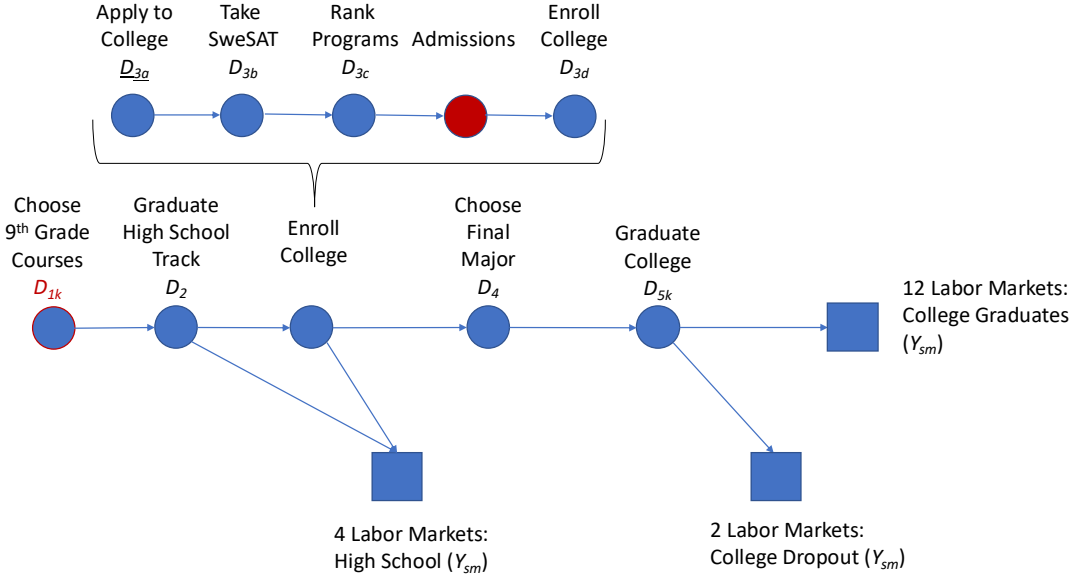 Apply to
College
D3a
Take
SweSAT
D3b
Rank
Programs
D3c
Admissions
Enroll
College
D3d
Choose
9th Grade
Courses
D1k
Graduate
High School
Track
D2
Enroll
College
Choose
Final
Major
D4
Graduate
College
D5k
12 Labor Markets:
College Graduates
(Ysm)
4 Labor Markets:
High School (Ysm)
2 Labor Markets:
College Dropout (Ysm)